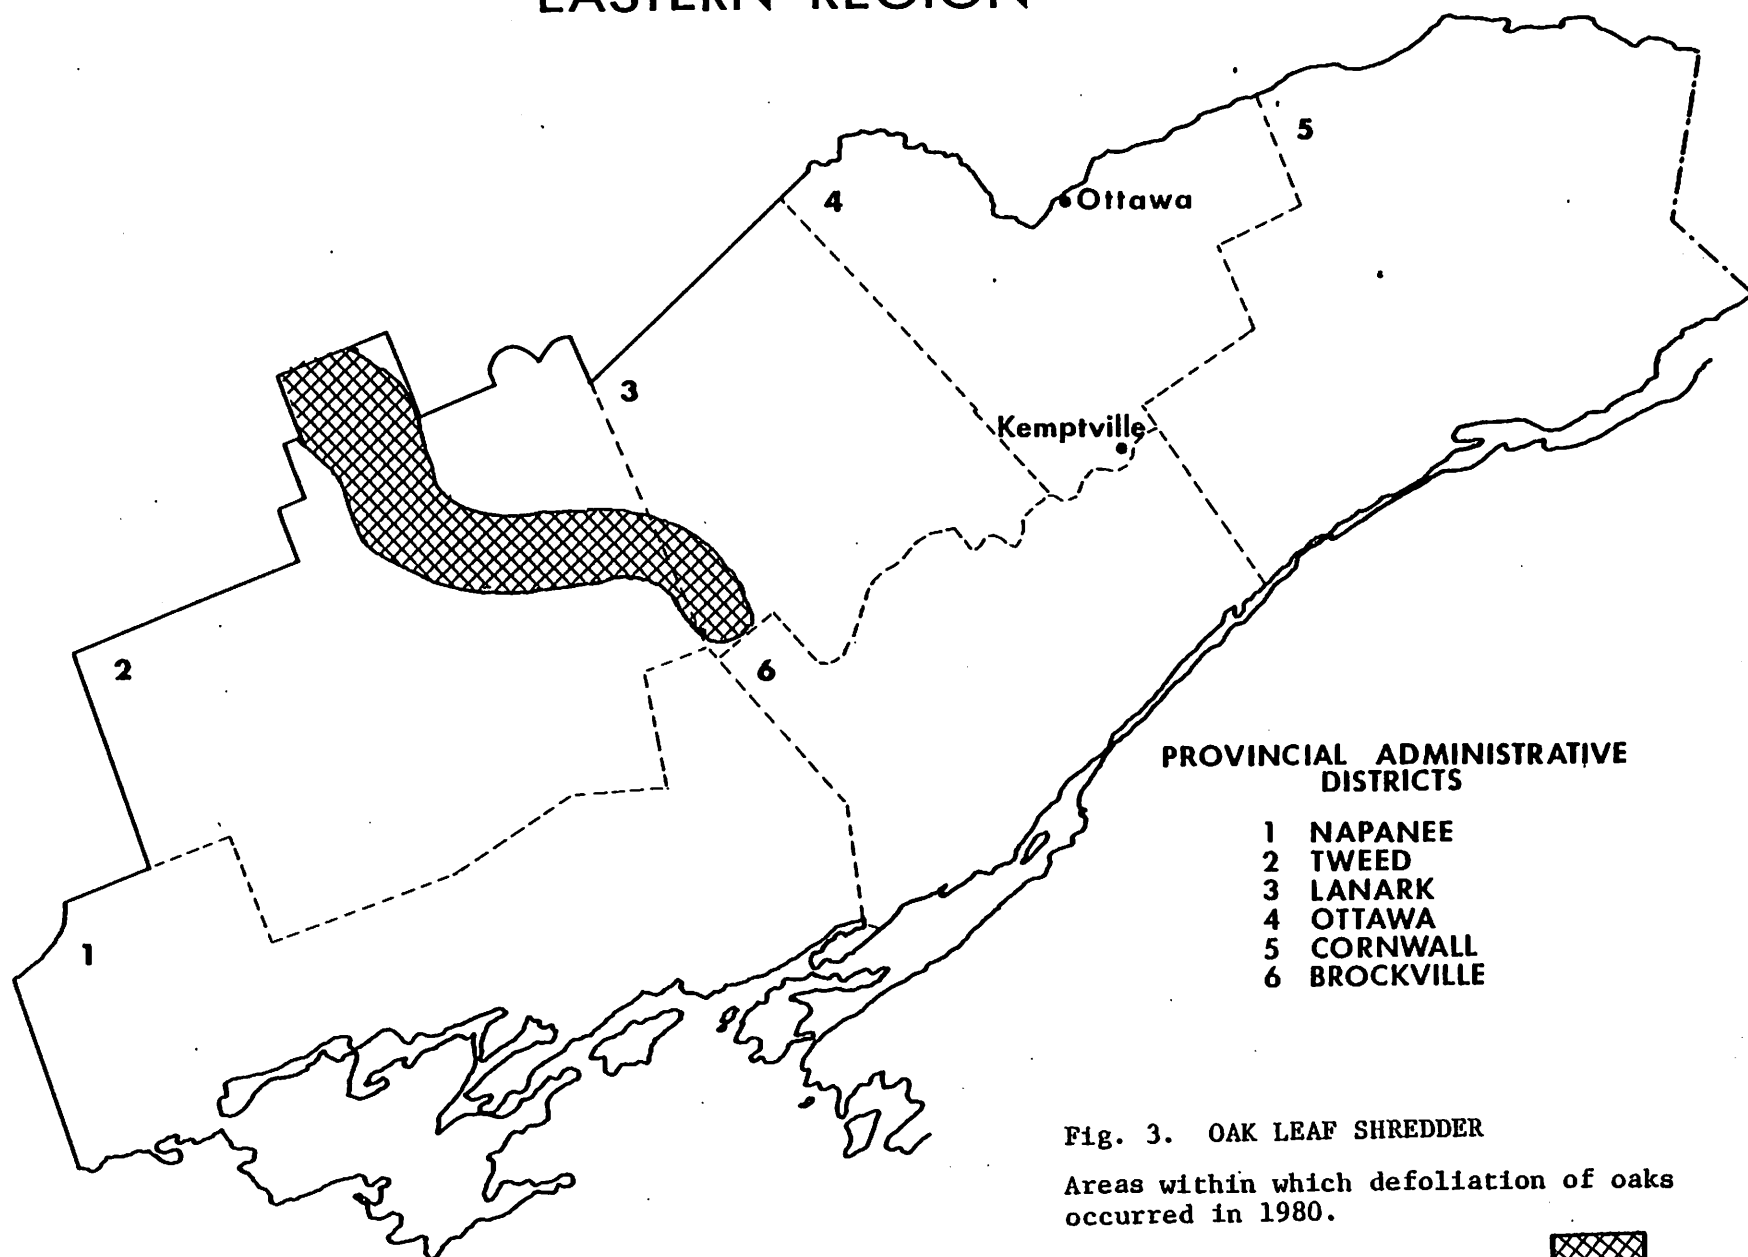 EASTERN REGION
5
4
Ottawa
3
Kemptville
2
6
1
PROVINCIAL ADMINISTRATIVE
DISTRICTS
1 NAPANEE
2 TWEED
3 LANARK
4 OTTAWA
5 CORNWALL
6 BROCKVILLE
Fig. 3. OAK LEAF SHREDDER
Areas within which defoliation of oaks
occurred in 1980.